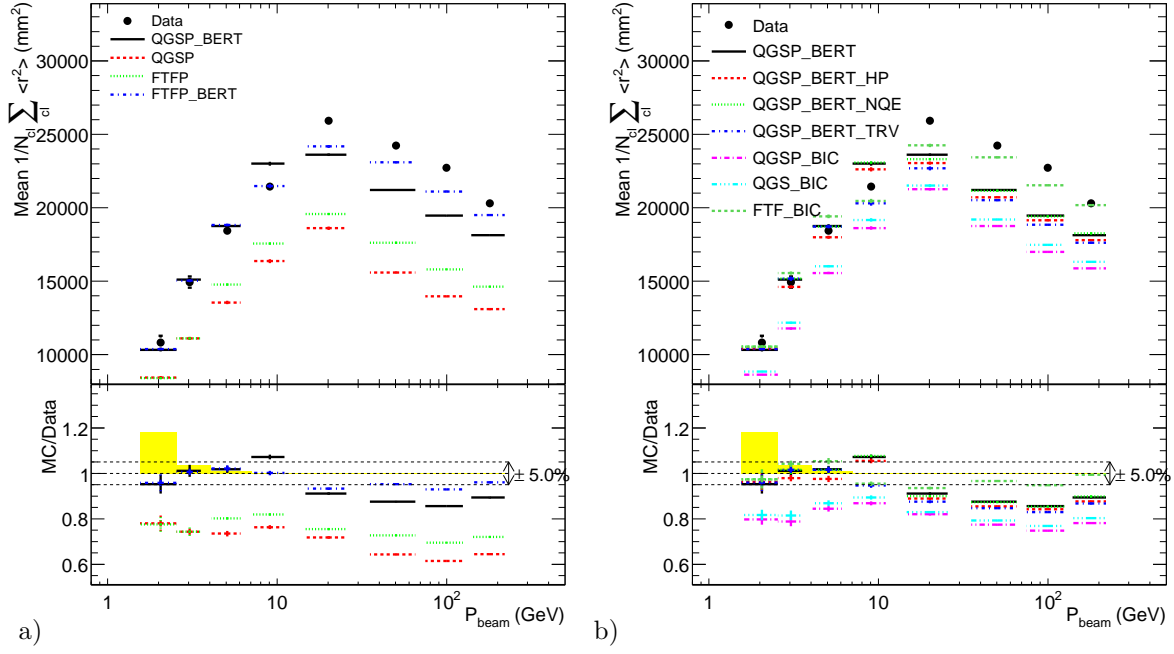 Mean 1/N_cl ∑_cl <r²> (mm²)
30000
25000
20000
15000
10000
Data
QGSP_BERT
QGSP
FTFP
FTFP_BERT
MC/Data
1.2
1
0.8
0.6
± 5.0%
1
10
10²
P_beam (GeV)
a)
Mean 1/N_cl ∑_cl <r²> (mm²)
30000
25000
20000
15000
10000
Data
QGSP_BERT
QGSP_BERT_HP
QGSP_BERT_NQE
QGSP_BERT_TRV
QGSP_BIC
QGS_BIC
FTF_BIC
MC/Data
1.2
1
0.8
0.6
± 5.0%
1
10
10²
P_beam (GeV)
b)